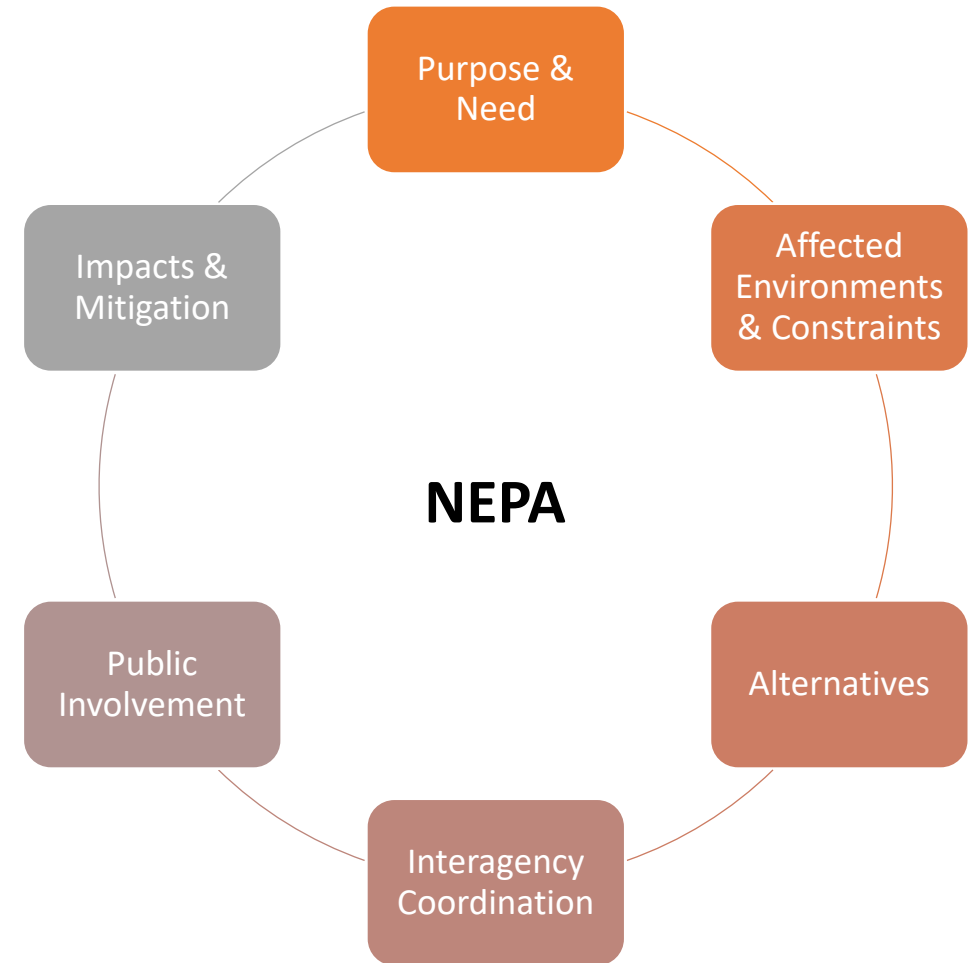 Purpose &
Need
Affected
Environments
& Constraints
Alternatives
Interagency
Coordination
Public
Involvement
Impacts &
Mitigation
NEPA